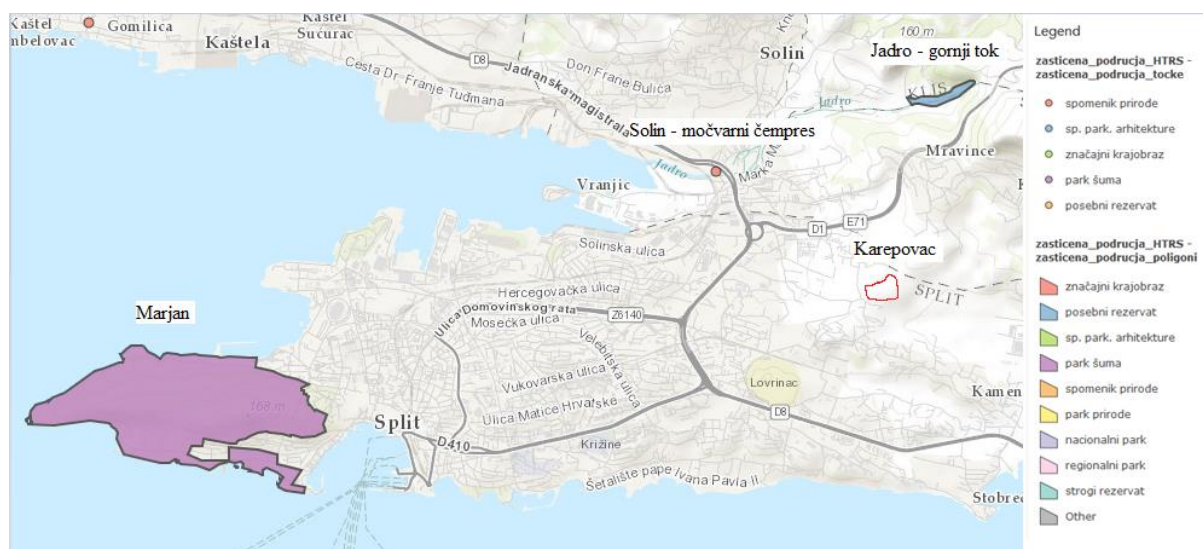 Kaštel
mbelovac
Gomilica
Kaštela
Kaštel
Sućurac
D8
Cesta Dr. Franje Tuđmana
Jadranska magistrala
Don Frane Bulića
Solin
160 m
Jadro - gornji tok
KLIS
Jadro
Solin - močvarni čempres
Marka M
Mravince
Jadro
Vranjic
D1
E71
Solinska ulica
Karepovac
SPLIT
Hercegovačka ulica
Ulica Domovinskog rata
Z6140
Mosećka ulica
Velebitska ulica
Marjan
Vukovarska ulica
Lovrinac
Kamen
168 m
Ulica Matice Hrvatske
Split
D410
D8
Križine
Šetalište pape Ivana Pavla II
Stobreč
Legend
zasticena_podrucja_HTRS -
zasticena_podrucja_tocke
spomenik prirode
sp. park. arhitekture
značajni krajobraz
park šuma
posebni rezervat
zasticena_podrucja_HTRS -
zasticena_podrucja_poligoni
značajni krajobraz
posebni rezervat
sp. park. arhitekture
park šuma
spomenik prirode
park prirode
nacionalni park
regionalni park
strogi rezervat
Other